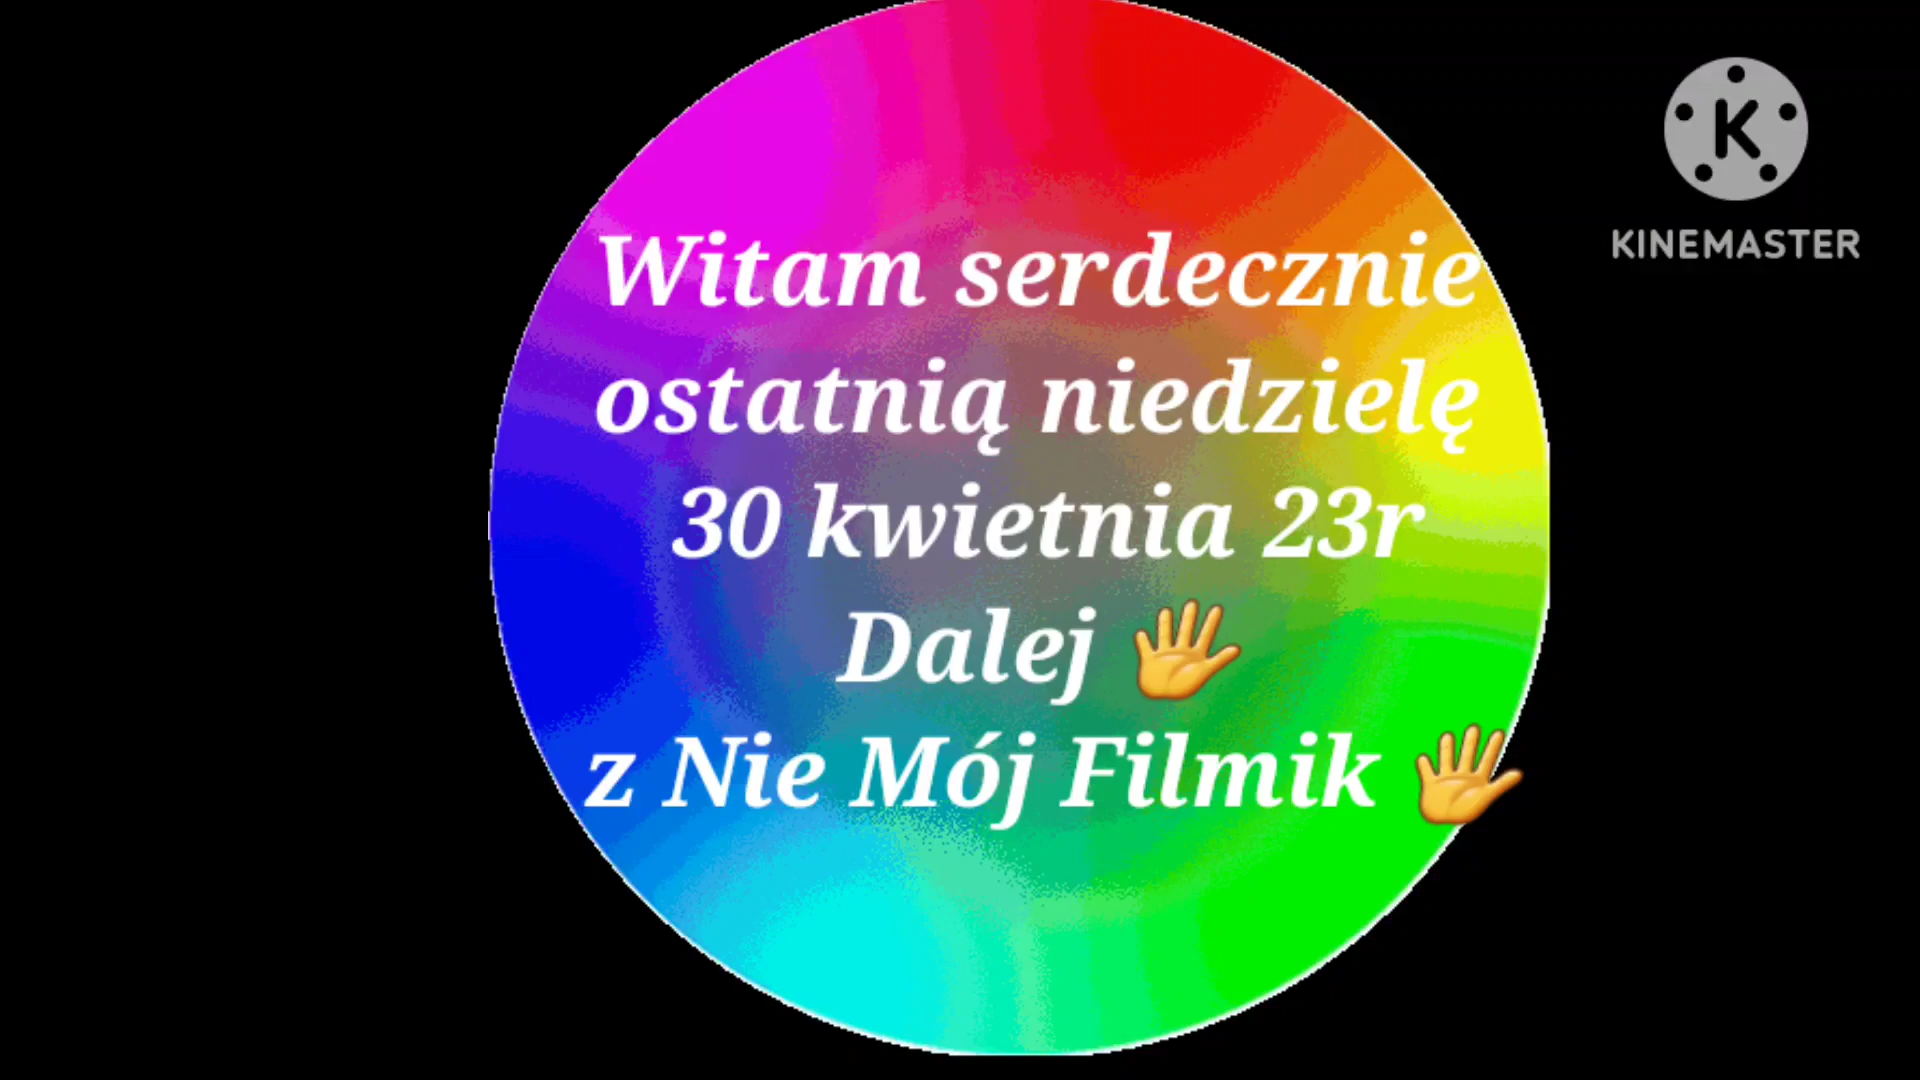 Witam serdecznie
ostatnią niedzielę
30 kwietnia 23r
Dalej 🖐
z Nie Mój Filmik 🖐
K
KINEMASTER